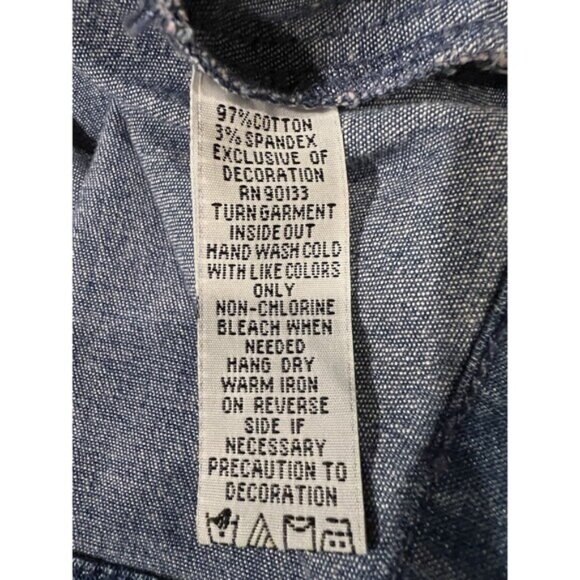 97% COTTON
3% SPANDEX
EXCLUSIVE OF
DECORATION
RN 90133
TURN GARMENT
INSIDE OUT
HAND WASH COLD
WITH LIKE COLORS
ONLY
NON-CHLORINE
BLEACH WHEN
NEEDED
HANG DRY
WARM IRON
ON REVERSE
SIDE IF
NECESSARY
PRECAUTION TO
DECORATION